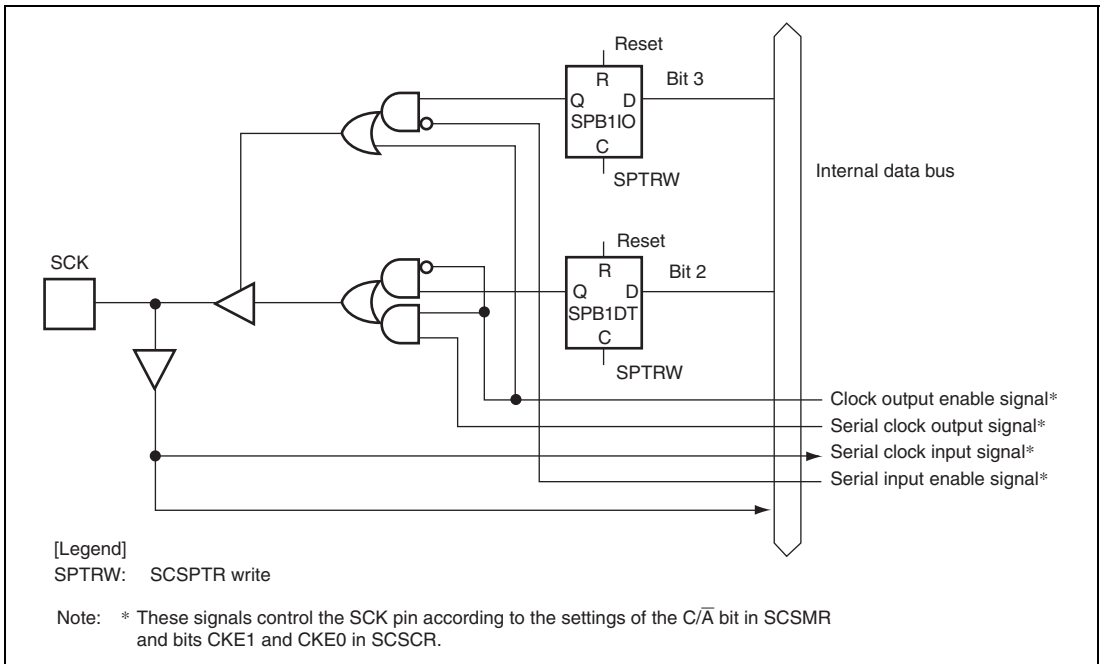 Reset
R
Bit 3
Q D
SPB1IO
C
SPTRW
Internal data bus
Reset
SCK
R
Bit 2
Q D
SPB1DT
C
SPTRW
Clock output enable signal*
Serial clock output signal*
Serial clock input signal*
Serial input enable signal*
[Legend]
SPTRW: SCSPTR write
Note: * These signals control the SCK pin according to the settings of the C/A̅ bit in SCSMR
and bits CKE1 and CKE0 in SCSCR.